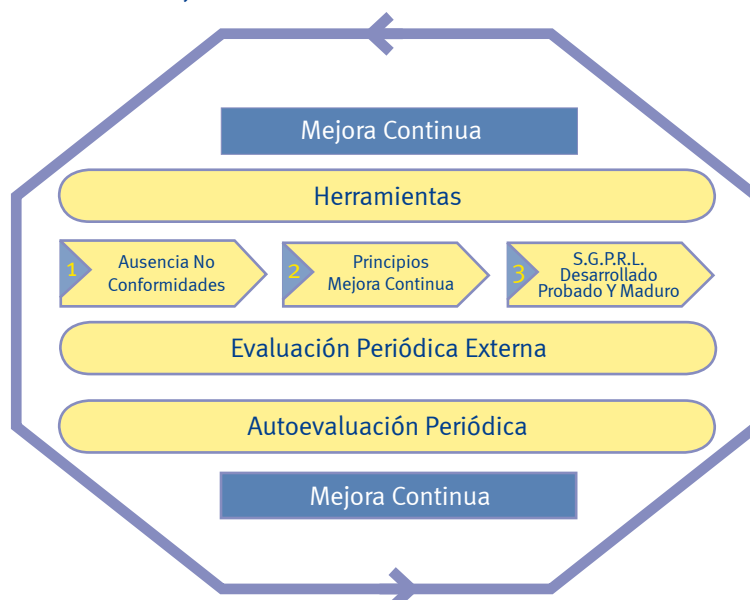 Mejora Continua
Herramientas
1
Ausencia No
Conformidades
2
Principios
Mejora Continua
3
S.G.P.R.L.
Desarrollado
Probado Y Maduro
Evaluación Periódica Externa
Autoevaluación Periódica
Mejora Continua